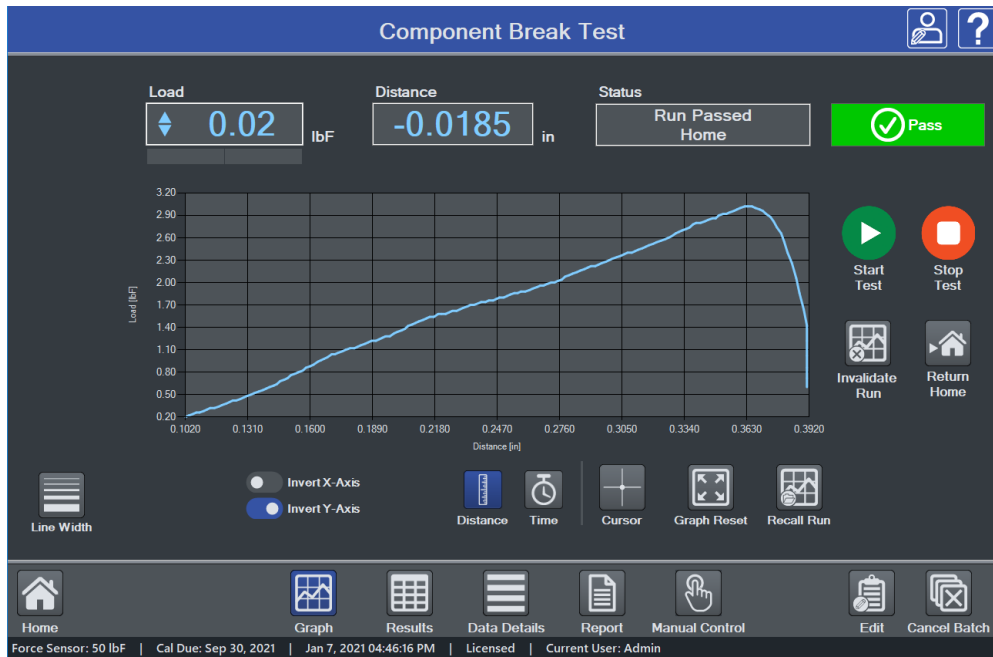 Component Break Test
?
Load
Distance
Status
0.02 lbF
-0.0185 in
Run Passed
Home
Pass
3.20
2.90
2.60
2.30
2.00
1.70
1.40
1.10
0.80
0.50
0.20
Load [lbF]
0.1020 0.1310 0.1600 0.1890 0.2180 0.2470 0.2760 0.3050 0.3340 0.3630 0.3920
Distance [in]
Start
Test
Stop
Test
Invalidate
Run
Return
Home
Line Width
Invert X-Axis
Invert Y-Axis
Distance
Time
Cursor
Graph Reset
Recall Run
Home
Graph
Results
Data Details
Report
Manual Control
Edit
Cancel Batch
Force Sensor: 50 lbF | Cal Due: Sep 30, 2021 | Jan 7, 2021 04:46:16 PM | Licensed | Current User: Admin